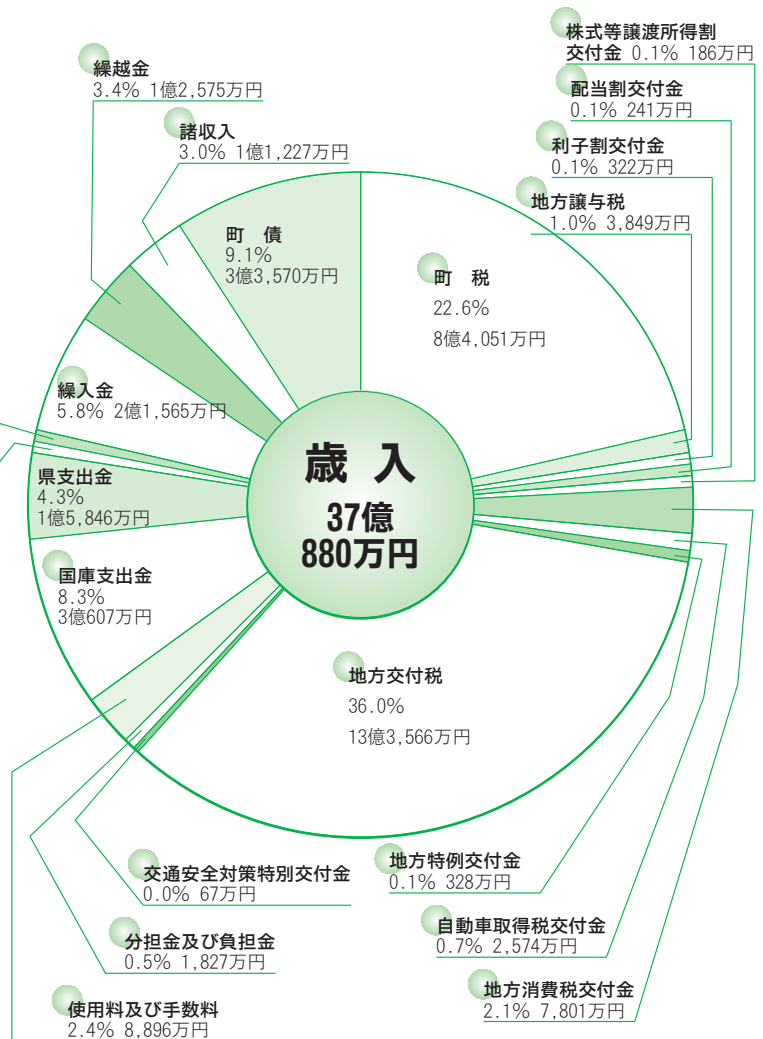 株式等譲渡所得割
交付金 0.1% 186万円
配当割交付金
0.1% 241万円
利子割交付金
0.1% 322万円
地方譲与税
1.0% 3,849万円
繰越金
3.4% 1億2,575万円
諸収入
3.0% 1億1,227万円
町 債
9.1%
3億3,570万円
町 税
22.6%
8億4,051万円
繰入金
5.8% 2億1,565万円
県支出金
4.3%
1億5,846万円
国庫支出金
8.3%
3億607万円
歳 入
37億
880万円
地方交付税
36.0%
13億3,566万円
交通安全対策特別交付金
0.0% 67万円
分担金及び負担金
0.5% 1,827万円
使用料及び手数料
2.4% 8,896万円
地方特例交付金
0.1% 328万円
自動車取得税交付金
0.7% 2,574万円
地方消費税交付金
2.1% 7,801万円